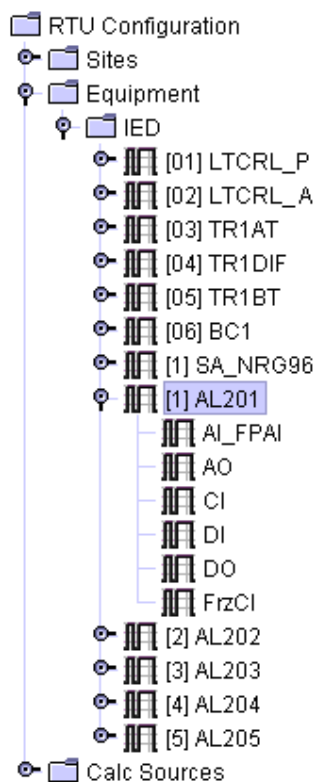 RTU Configuration
Sites
Equipment
IED
[01] LTCRL_P
[02] LTCRL_A
[03] TR1AT
[04] TR1DIF
[05] TR1BT
[06] BC1
[1] SA_NRG96
[1] AL201
AI_FPAI
AO
CI
DI
DO
FrzCI
[2] AL202
[3] AL203
[4] AL204
[5] AL205
Calc Sources